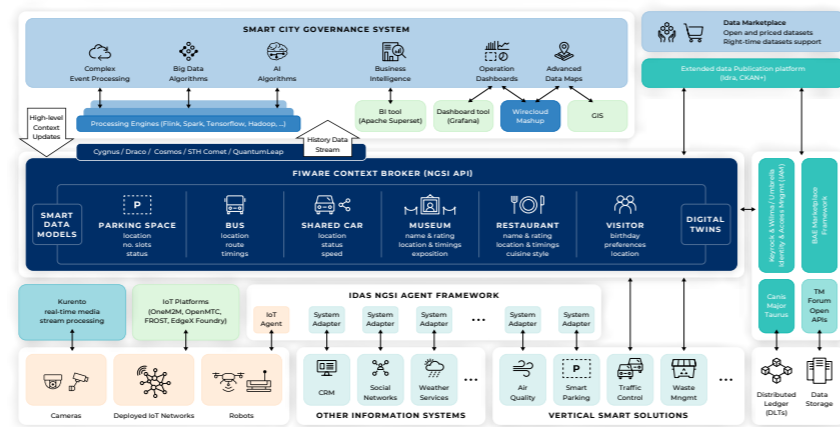 SMART CITY GOVERNANCE SYSTEM
Complex
Event Processing
Big Data
Algorithms
AI
Algorithms
Business
Intelligence
Operation
Dashboards
Advanced
Data Maps
Data Marketplace
Open and priced datasets
Right-time datasets support
Extended data Publication platform
(Idra, CKAN+)
High-level
Context
Updates
Processing Engines (Flink, Spark, Tensorflow, Hadoop, ...)
BI tool
(Apache Superset)
Dashboard tool
(Grafana)
Wirecloud
Mashup
GIS
History Data
Stream
Cygnus / Draco / Cosmos / STH Comet / QuantumLeap
FIWARE CONTEXT BROKER (NGSI API)
SMART
DATA
MODELS
P
PARKING SPACE
location
no. slots
status
BUS
location
route
timings
SHARED CAR
location
status
speed
MUSEUM
name & rating
location & timings
exposition
RESTAURANT
name & rating
location & timings
cuisine style
VISITOR
birthday
preferences
location
DIGITAL
TWINS
Keyrock & Wilma / Umbrella
Identity & Access Mngmt (IAM)
BAE Marketplace
Framework
Kurento
real-time media
stream processing
IoT Platforms
(OneM2M, OpenMTC,
FROST, EdgeX Foundry)
IoT
Agent
IDAS NGSI AGENT FRAMEWORK
System
Adapter
System
Adapter
System
Adapter
...
System
Adapter
System
Adapter
Canis
Major
Taurus
TM
Forum
Open
APIs
Cameras
Deployed IoT Networks
Robots
CRM
Social
Networks
Weather
Services
...
OTHER INFORMATION SYSTEMS
Air
Quality
P
Smart
Parking
Traffic
Control
Waste
Mngmt
...
VERTICAL SMART SOLUTIONS
Distributed
Ledger
(DLTs)
Data
Storage